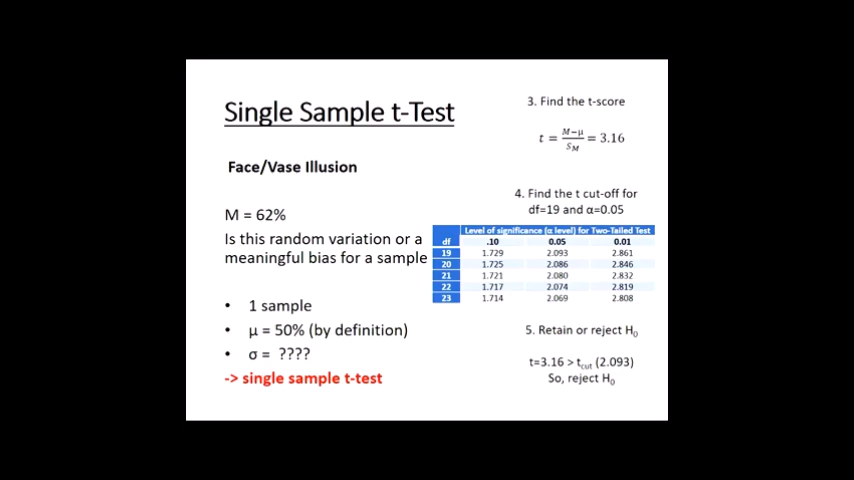 Single Sample t-Test
Face/Vase Illusion
M = 62%
Is this random variation or a
meaningful bias for a sample
• 1 sample
• μ = 50% (by definition)
• σ = ????
-> single sample t-test
3. Find the t-score
t = M−μ / S_M = 3.16
4. Find the t cut-off for
df=19 and α=0.05
Level of significance (α level) for Two-Tailed Test
df .10 0.05 0.01
19 1.729 2.093 2.861
20 1.725 2.086 2.846
21 1.721 2.080 2.832
22 1.717 2.074 2.819
23 1.714 2.069 2.808
5. Retain or reject H₀
t=3.16 > t_cut (2.093)
So, reject H₀